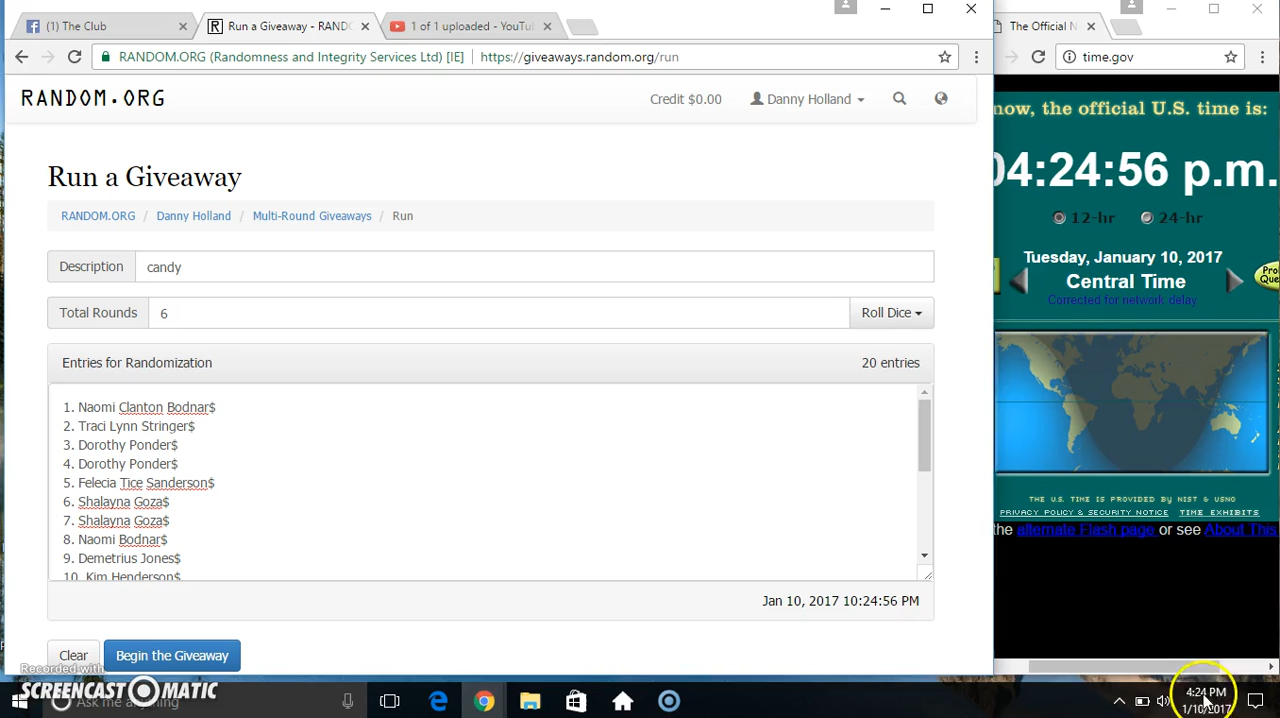 (1) The Club
Run a Giveaway - RAND
1 of 1 uploaded - YouTu
The Official N
RANDOM.ORG (Randomness and Integrity Services Ltd) [IE]
https://giveaways.random.org/run
time.gov
RANDOM.ORG
Credit $0.00
Danny Holland
now, the official U.S. time is:
04:24:56 p.m.
12-hr
24-hr
Tuesday, January 10, 2017
Central Time
Corrected for network delay
Run a Giveaway
RANDOM.ORG / Danny Holland / Multi-Round Giveaways / Run
Description candy
Total Rounds 6 Roll Dice
Entries for Randomization 20 entries
1. Naomi Clanton Bodnar$
2. Traci Lynn Stringer$
3. Dorothy Ponder$
4. Dorothy Ponder$
5. Felecia Tice Sanderson$
6. Shalayna Goza$
7. Shalayna Goza$
8. Naomi Bodnar$
9. Demetrius Jones$
10. Kim Henderson$
Jan 10, 2017 10:24:56 PM
THE U.S. TIME IS PROVIDED BY NIST & USNO
PRIVACY POLICY & SECURITY NOTICE TIME EXHIBITS
the alternate Flash page or see About This
Clear
Begin the Giveaway
Recorded with
SCREENCAST-O-MATIC
Ask me anything
4:24 PM
1/10/2017